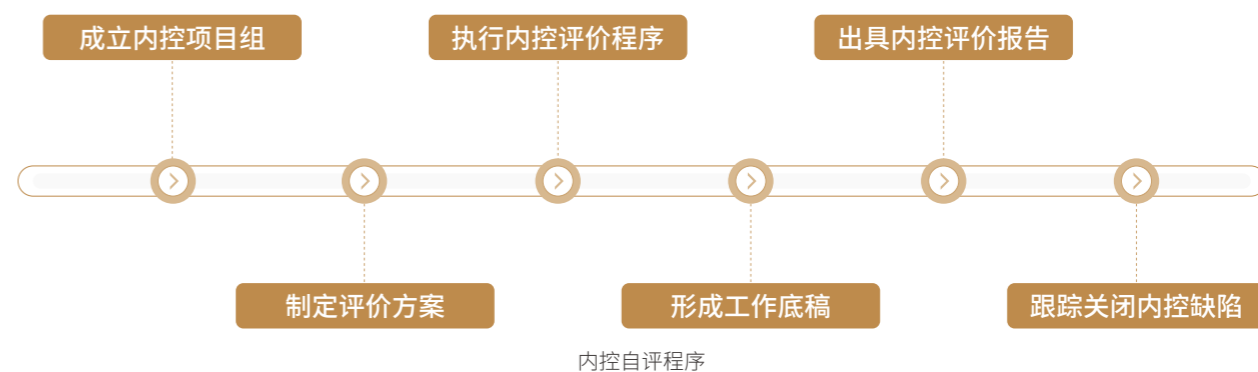 成立内控项目组
制定评价方案
执行内控评价程序
形成工作底稿
出具内控评价报告
跟踪关闭内控缺陷
内控自评程序